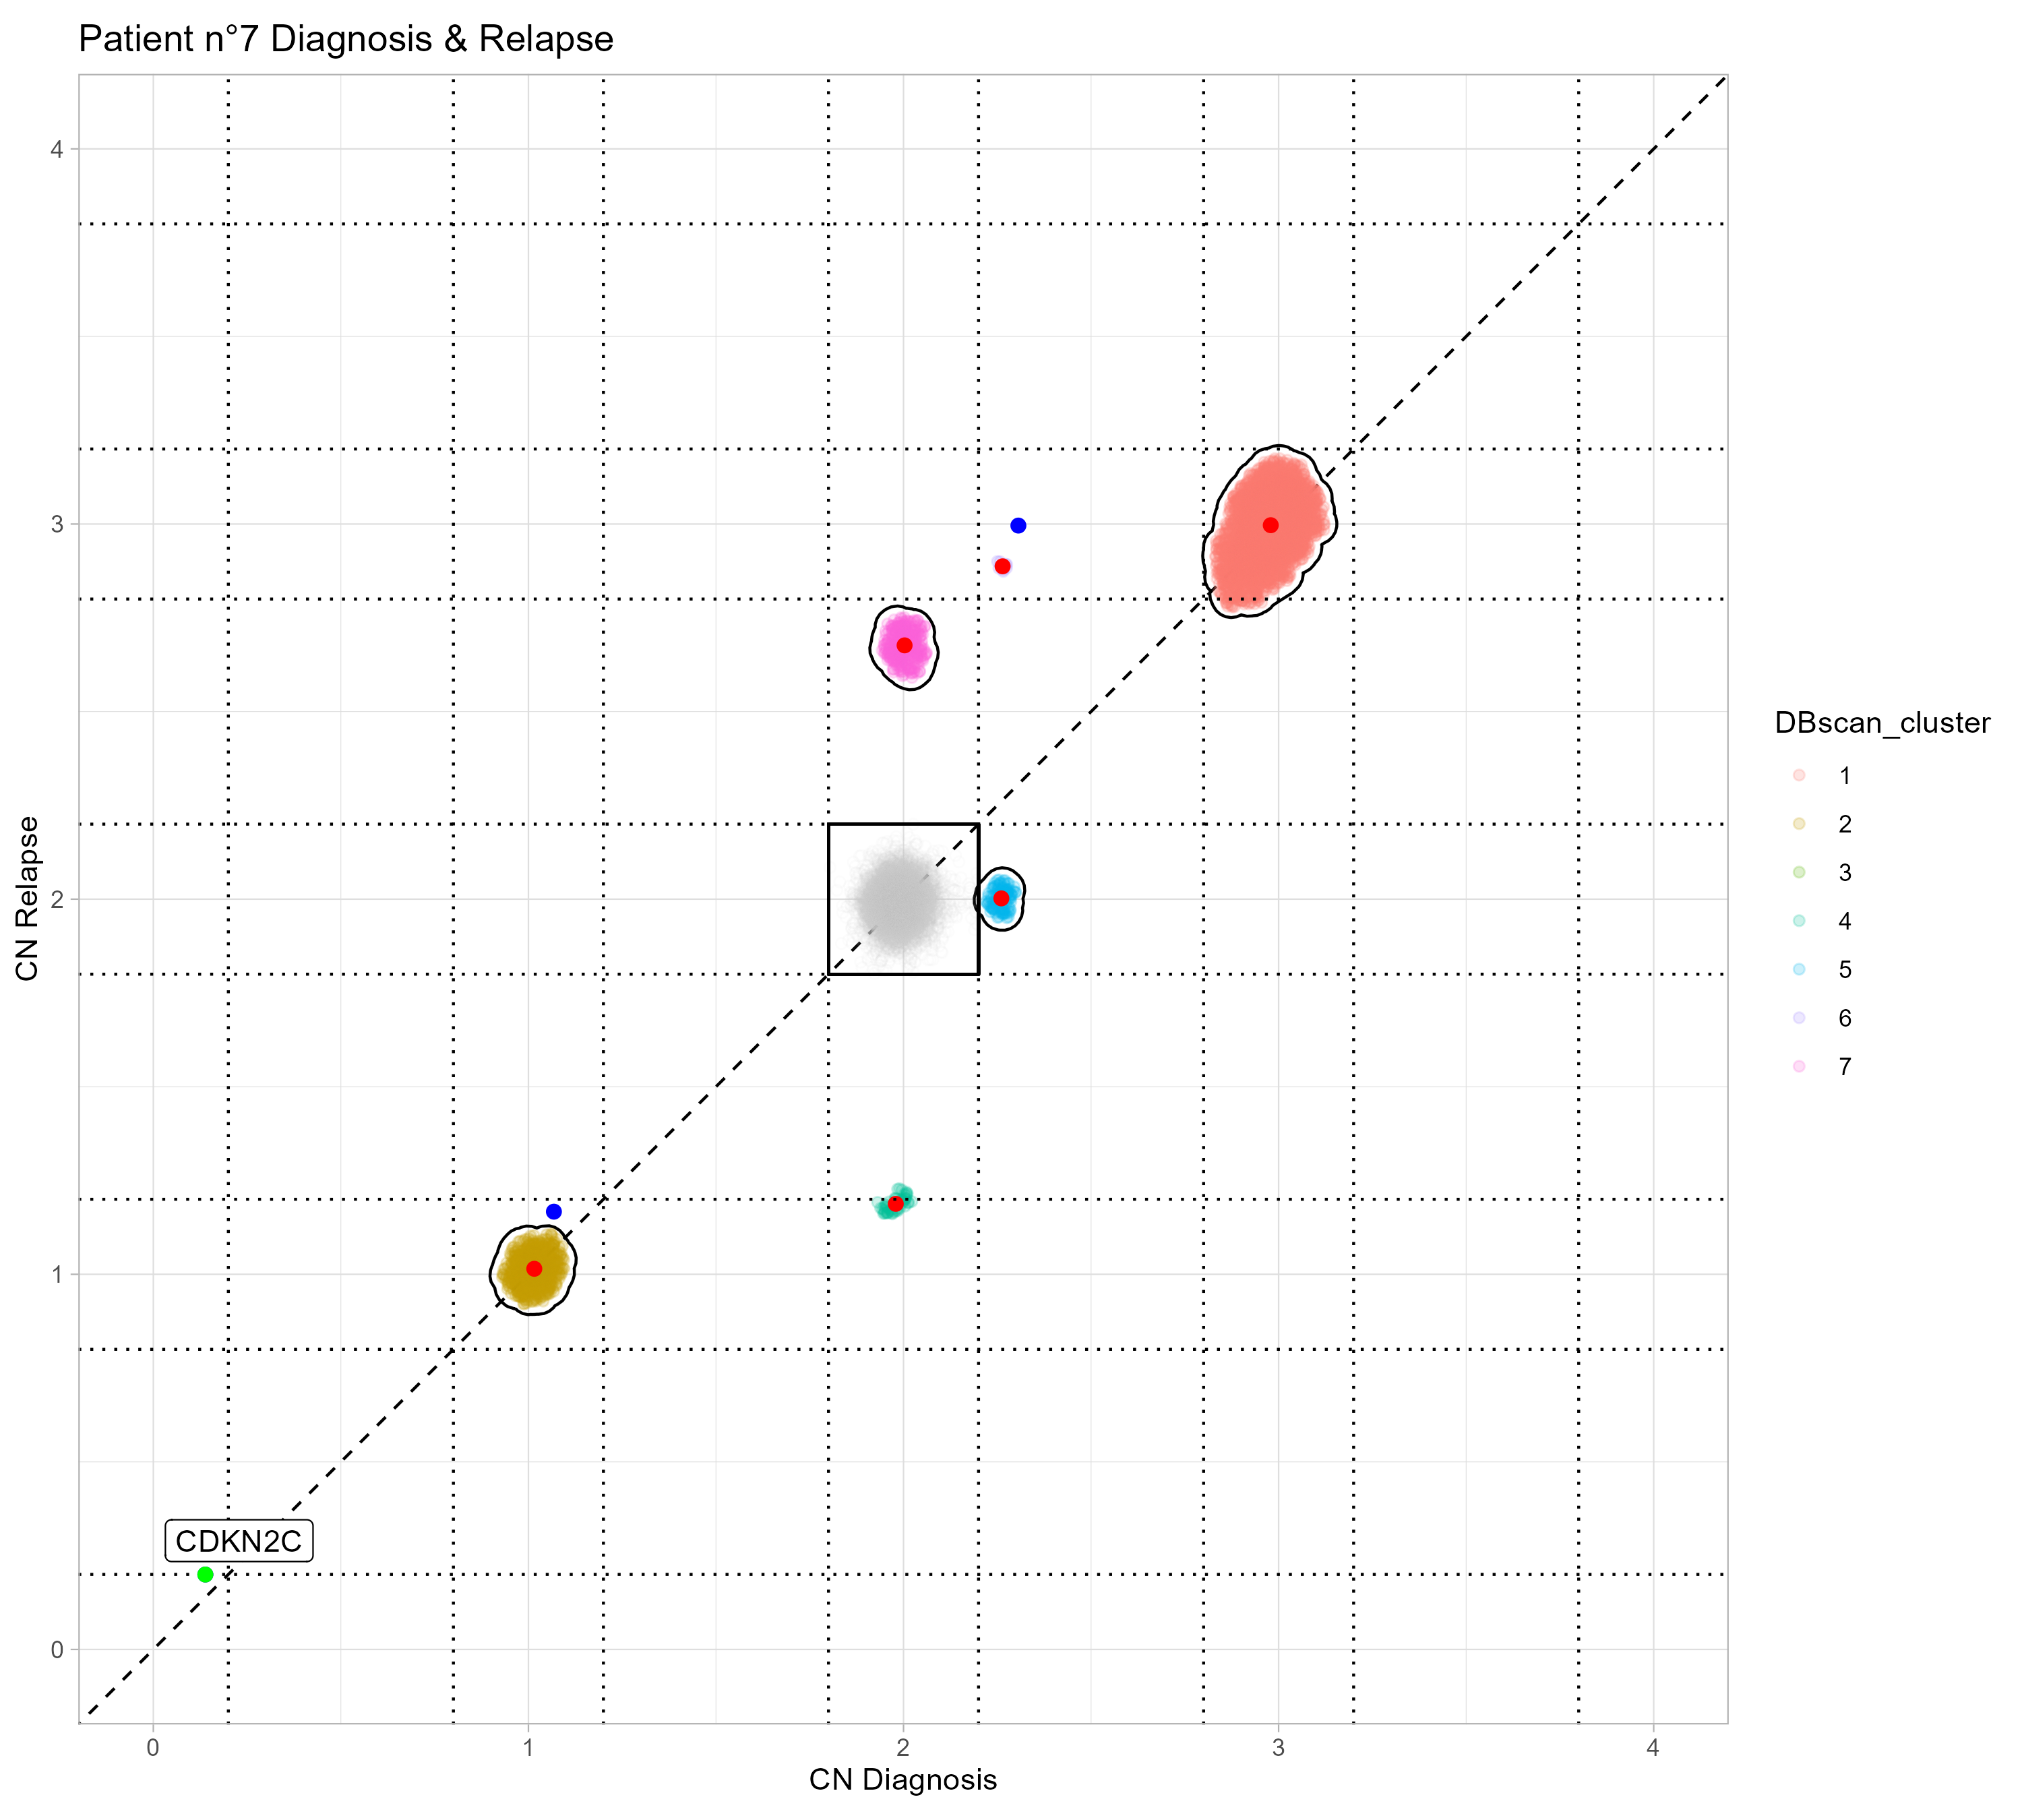 Patient n°7 Diagnosis & Relapse
4
3
2
1
0
CN Relapse
CDKN2C
0 1 2 3 4
CN Diagnosis
DBscan_cluster
1
2
3
4
5
6
7